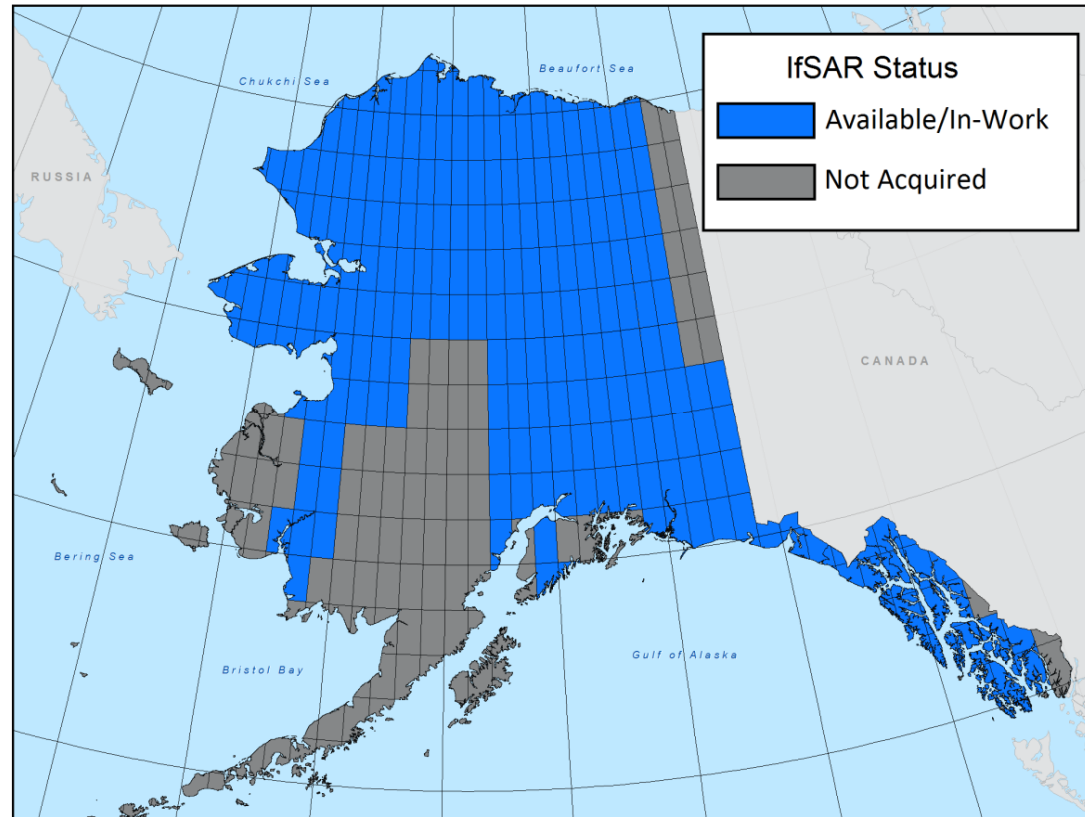 Chukchi Sea
Beaufort Sea
IfSAR Status
Available/In-Work
Not Acquired
RUSSIA
CANADA
Bering Sea
Bristol Bay
Gulf of Alaska